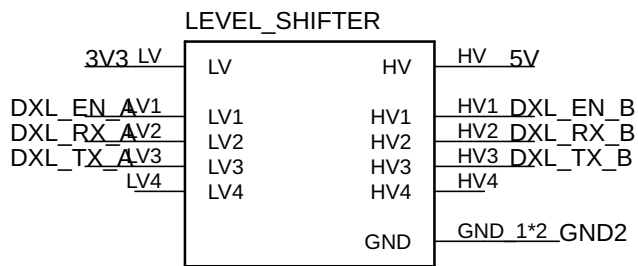 LEVEL_SHIFTER
3V3 LV LV HV HV 5V
DXL_EN_A LV1 LV1 HV1 HV1 DXL_EN_B
DXL_RX_A LV2 LV2 HV2 HV2 DXL_RX_B
DXL_TX_A LV3 LV3 HV3 HV3 DXL_TX_B
LV4 LV4 HV4 HV4
GND GND_1*2 GND2